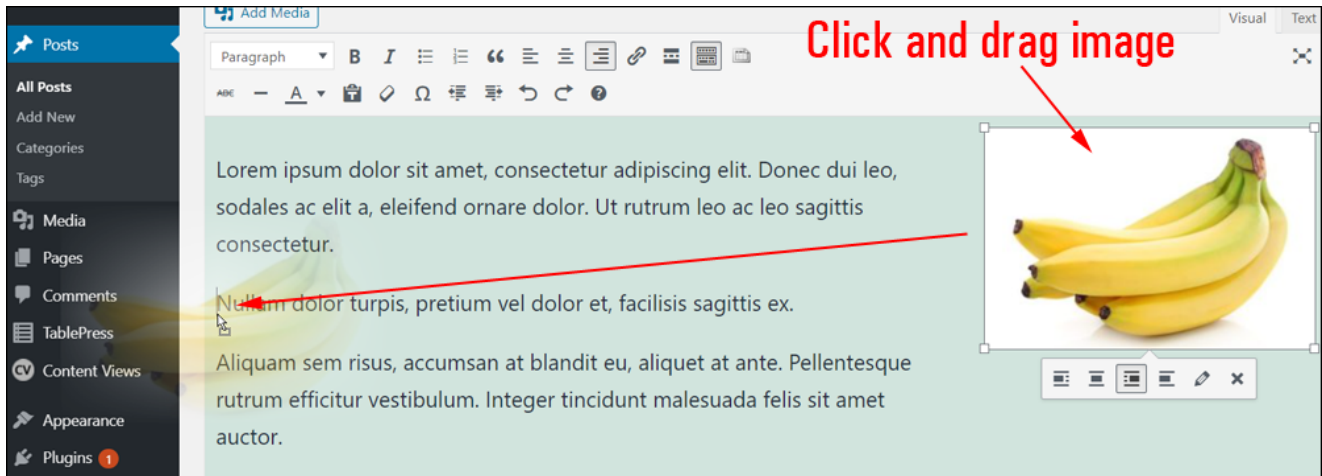 Add Media
Visual Text
Posts
Paragraph B I
Click and drag image
All Posts
ABC A Ω
Add New
Categories
Tags
Media
Pages
Comments
TablePress
CV Content Views
Appearance
Plugins 1
Lorem ipsum dolor sit amet, consectetur adipiscing elit. Donec dui leo,
sodales ac elit a, eleifend ornare dolor. Ut rutrum leo ac leo sagittis
consectetur.
Nullam dolor turpis, pretium vel dolor et, facilisis sagittis ex.
Aliquam sem risus, accumsan at blandit eu, aliquet at ante. Pellentesque
rutrum efficitur vestibulum. Integer tincidunt malesuada felis sit amet
auctor.